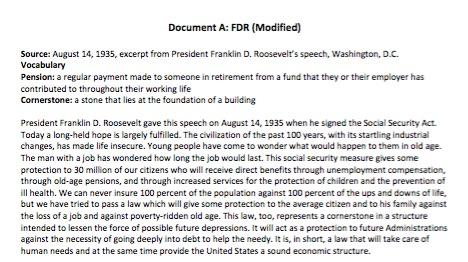 Document A: FDR (Modified)
Source: August 14, 1935, excerpt from President Franklin D. Roosevelt's speech, Washington, D.C.
Vocabulary
Pension: a regular payment made to someone in retirement from a fund that they or their employer has
contributed to throughout their working life
Cornerstone: a stone that lies at the foundation of a building
President Franklin D. Roosevelt gave this speech on August 14, 1935 when he signed the Social Security Act.
Today a long-held hope is largely fulfilled. The civilization of the past 100 years, with its startling industrial
changes, has made life insecure. Young people have come to wonder what would happen to them in old age.
The man with a job has wondered how long the job would last. This social security measure gives some
protection to 30 million of our citizens who will receive direct benefits through unemployment compensation,
through old-age pensions, and through increased services for the protection of children and the prevention of
ill health. We can never insure 100 percent of the population against 100 percent of the ups and downs of life,
but we have tried to pass a law which will give some protection to the average citizen and to his family against
the loss of a job and against poverty-ridden old age. This law, too, represents a cornerstone in a structure
intended to lessen the force of possible future depressions. It will act as a protection to future Administrations
against the necessity of going deeply into debt to help the needy. It is, in short, a law that will take care of
human needs and at the same time provide the United States a sound economic structure.